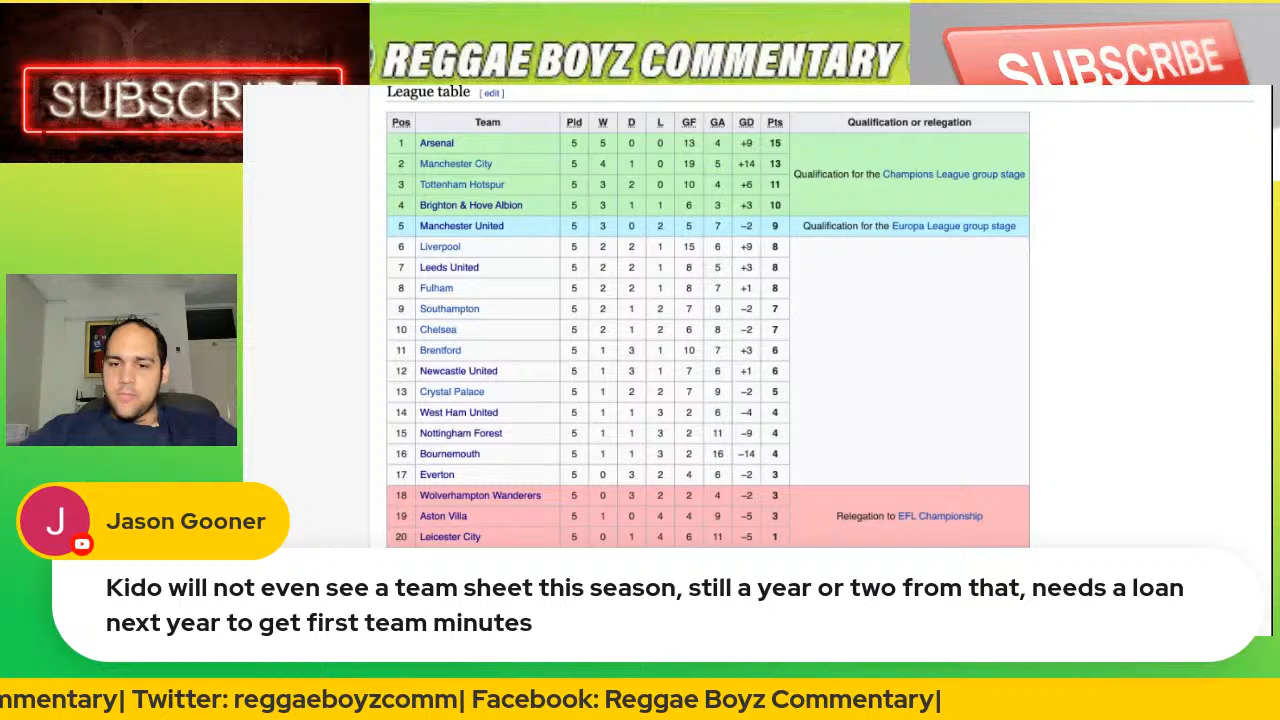 REGGAE BOYZ COMMENTARY
SUBSCR
SUBSCRIBE
League table [ edit ]
Pos Team Pld W D L GF GA GD Pts Qualification or relegation
1 Arsenal 5 5 0 0 13 4 +9 15
2 Manchester City 5 4 1 0 19 5 +14 13
Qualification for the Champions League group stage
3 Tottenham Hotspur 5 3 2 0 10 4 +6 11
4 Brighton & Hove Albion 5 3 1 1 6 3 +3 10
5 Manchester United 5 3 0 2 5 7 −2 9 Qualification for the Europa League group stage
6 Liverpool 5 2 2 1 15 6 +9 8
7 Leeds United 5 2 2 1 8 5 +3 8
8 Fulham 5 2 2 1 8 7 +1 8
9 Southampton 5 2 1 2 7 9 −2 7
10 Chelsea 5 2 1 2 6 8 −2 7
11 Brentford 5 1 3 1 10 7 +3 6
12 Newcastle United 5 1 3 1 7 6 +1 6
13 Crystal Palace 5 1 2 2 7 9 −2 5
14 West Ham United 5 1 1 3 2 6 −4 4
15 Nottingham Forest 5 1 1 3 2 11 −9 4
16 Bournemouth 5 1 1 3 2 16 −14 4
17 Everton 5 0 3 2 4 6 −2 3
18 Wolverhampton Wanderers 5 0 3 2 2 4 −2 3
19 Aston Villa 5 1 0 4 4 9 −5 3 Relegation to EFL Championship
20 Leicester City 5 0 1 4 6 11 −5 1
J
Jason Gooner
Kido will not even see a team sheet this season, still a year or two from that, needs a loan
next year to get first team minutes
mmentary| Twitter: reggaeboyzcomm| Facebook: Reggae Boyz Commentary|